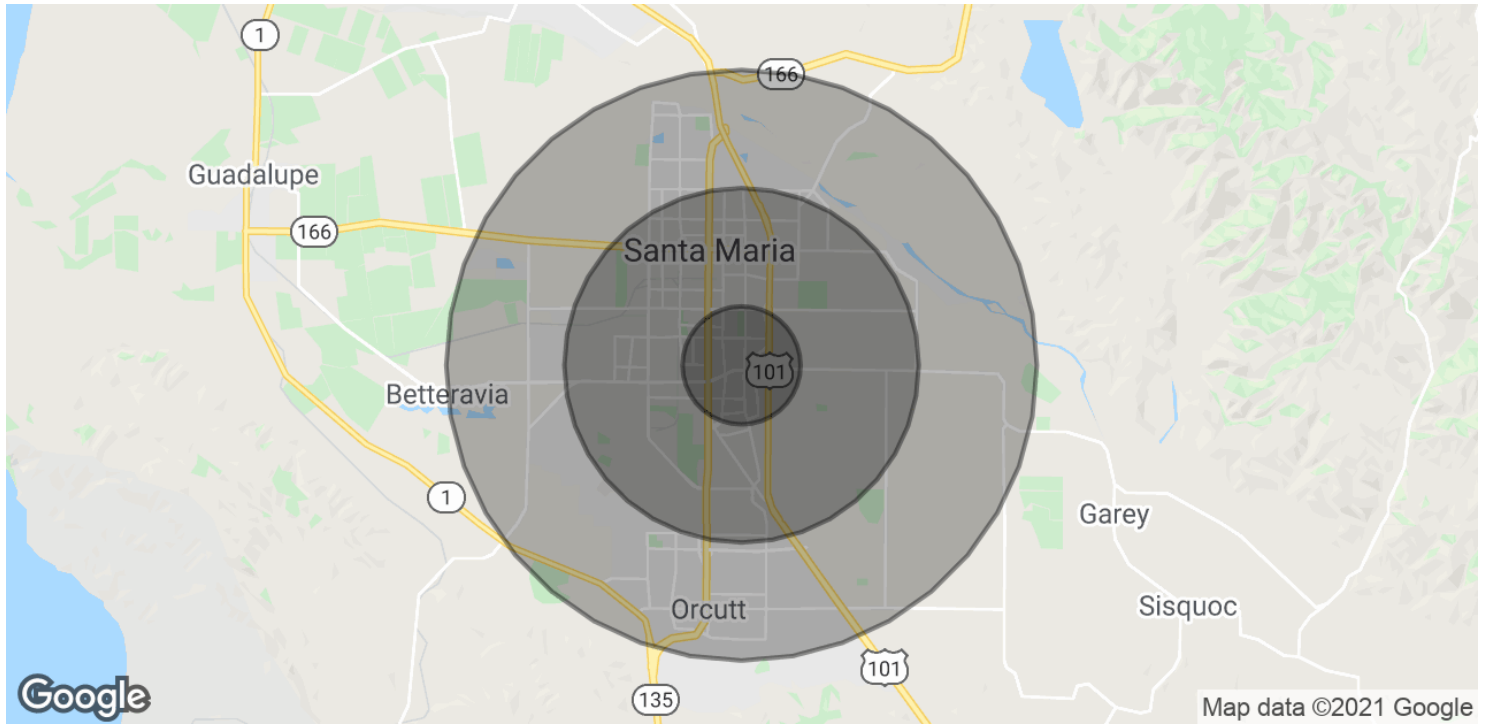 1
166
Guadalupe
166
Santa Maria
101
Betteravia
1
Garey
Sisquoc
Orcutt
101
135
Google
Map data ©2021 Google